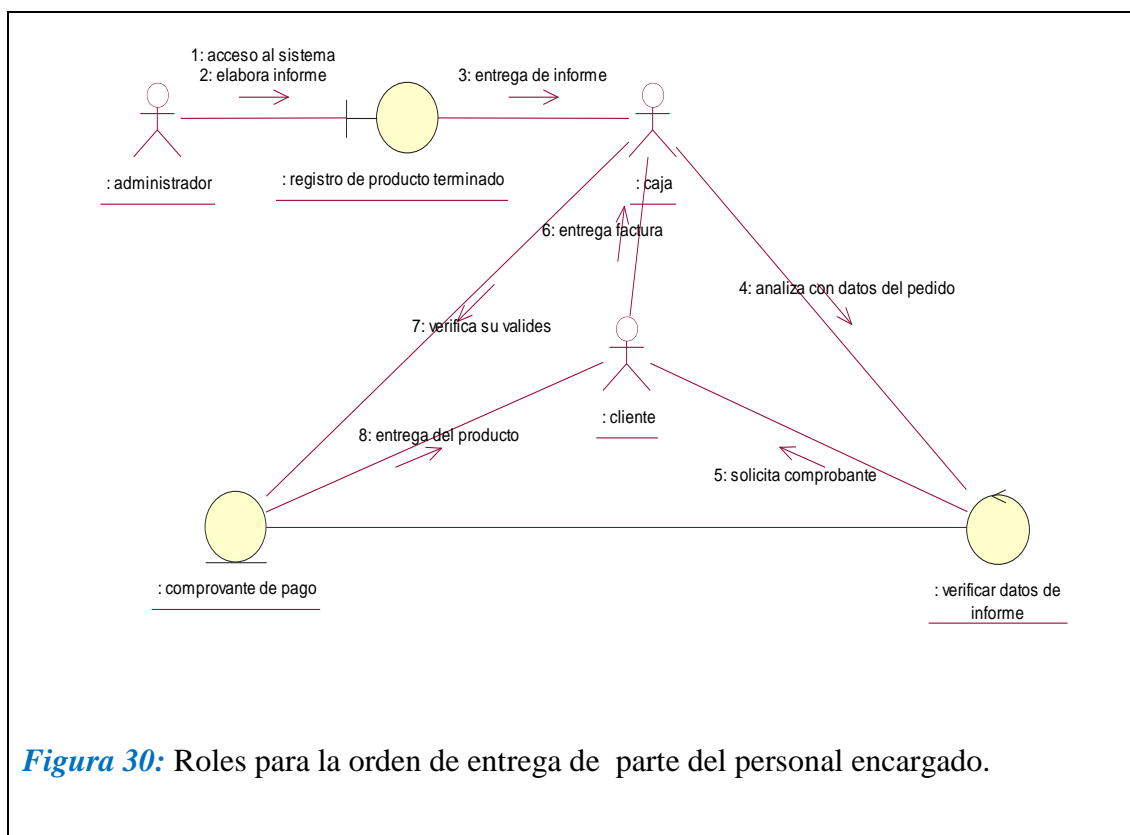 1: acceso al sistema
2: elabora informe
3: entrega de informe
: administrador
: registro de producto terminado
: caja
6: entrega factura
4: analiza con datos del pedido
7: verifica su valides
: cliente
8: entrega del producto
5: solicita comprobante
: comprovante de pago
: verificar datos de
informe
Figura 30: Roles para la orden de entrega de parte del personal encargado.